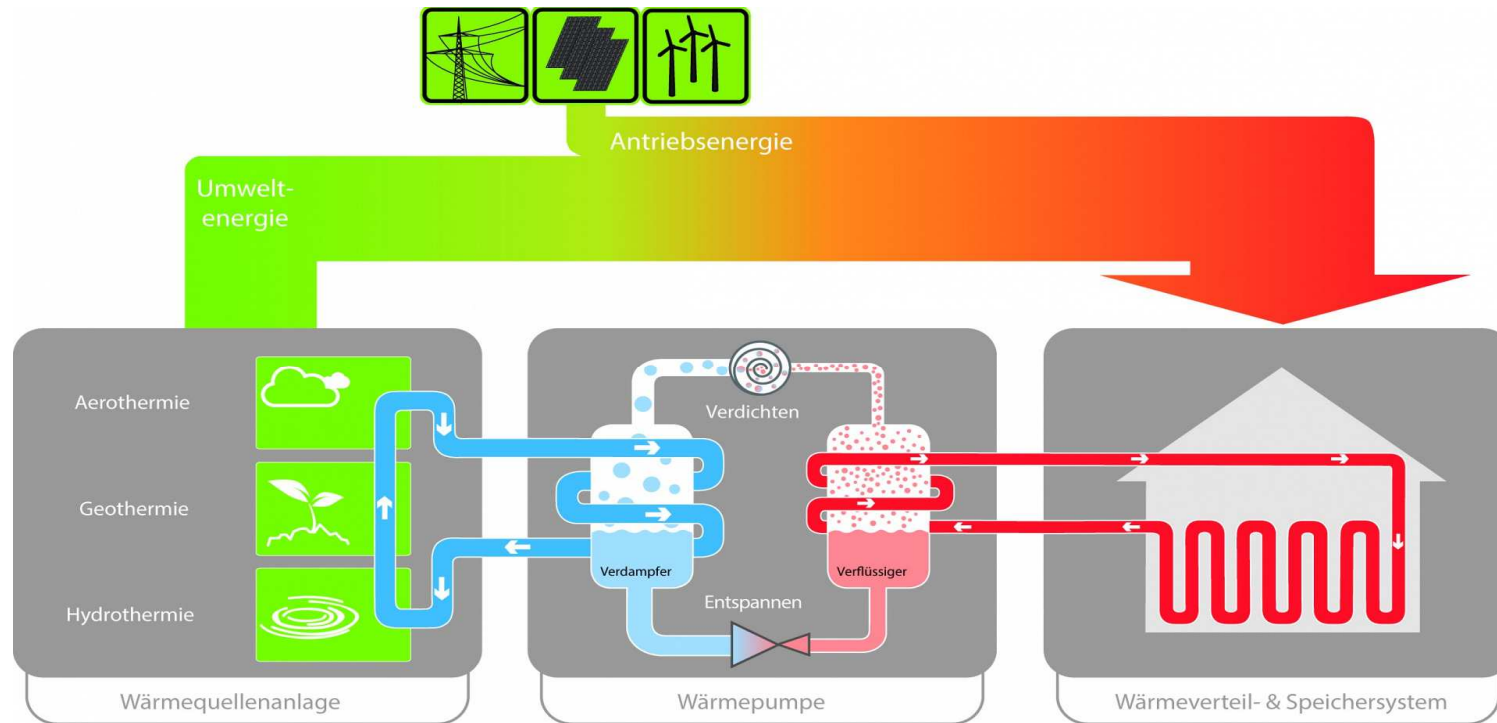 Antriebsenergie
Umwelt-
energie
Aerothermie
Geothermie
Hydrothermie
Verdichten
Verdampfer
Verflüssiger
Entspannen
Wärmequellenanlage
Wärmepumpe
Wärmeverteil- & Speichersystem